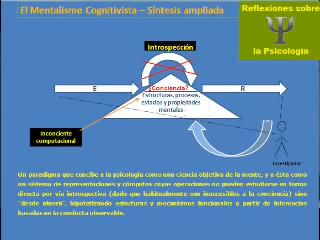 El Mentalismo Cognitivista – Síntesis ampliada
Reflexiones sobre
la Psicología
Introspección
E
¿Conciencia?
R
Estructuras, procesos,
estados y propiedades
mentales
Inconciente
computacional
Investigador
Un paradigma que concibe a la psicología como una ciencia objetiva de la mente, y a ésta como
un sistema de representaciones y cómputos cuyas operaciones no pueden estudiarse en forma
directa por vía introspectiva (dado que habitualmente son inaccesibles a la conciencia) sino
"desde afuera", hipotetizando estructuras y mecanismos funcionales a partir de inferencias
basadas en la conducta observable.